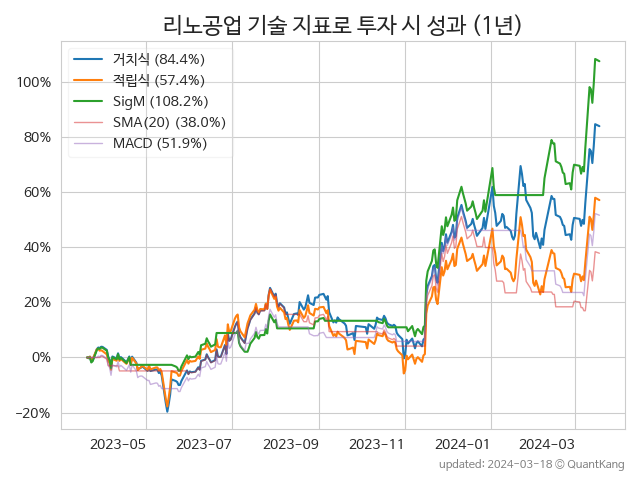 리노공업 기술 지표로 투자 시 성과 (1년)
거치식 (84.4%)
적립식 (57.4%)
SigM (108.2%)
SMA(20) (38.0%)
MACD (51.9%)
100%
80%
60%
40%
20%
0%
−20%
2023-05 2023-07 2023-09 2023-11 2024-01 2024-03
updated: 2024-03-18 © QuantKang